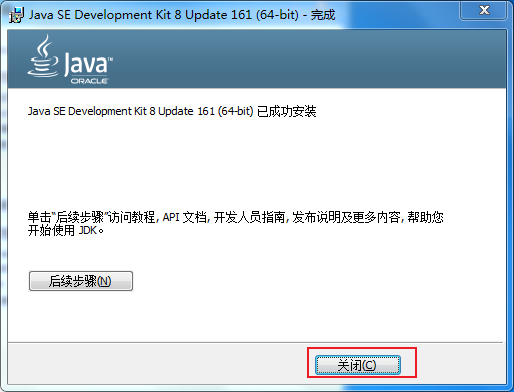 Java SE Development Kit 8 Update 161 (64-bit) - 完成
Java™
ORACLE
Java SE Development Kit 8 Update 161 (64-bit) 已成功安装
单击“后续步骤”访问教程, API 文档, 开发人员指南, 发布说明及更多内容, 帮助您
开始使用 JDK。
后续步骤(N)
关闭(C)